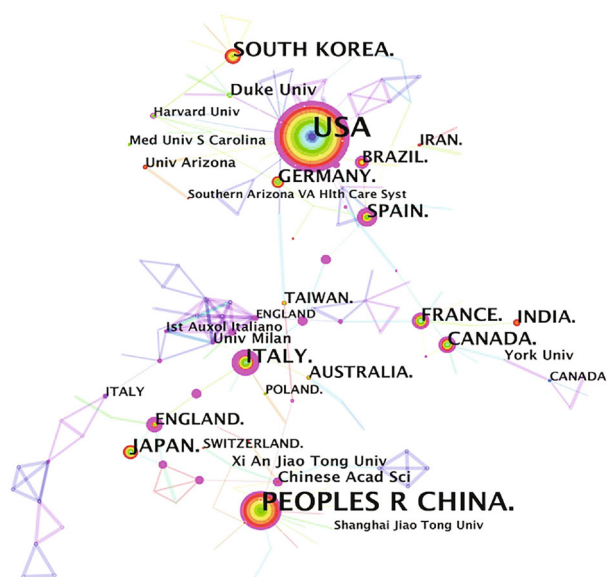 SOUTH KOREA.
Duke Univ
Harvard Univ
USA
Med Univ S Carolina
IRAN.
BRAZIL.
Univ Arizona
GERMANY.
Southern Arizona VA Hlth Care Syst
SPAIN.
TAIWAN.
ENGLAND
FRANCE.
INDIA.
Ist Auxol Italiano
Univ Milan
CANADA.
ITALY.
York Univ
AUSTRALIA.
CANADA
POLAND.
ITALY
ENGLAND.
JAPAN.
SWITZERLAND.
Xi An Jiao Tong Univ
Chinese Acad Sci
PEOPLES R CHINA.
Shanghai Jiao Tong Univ